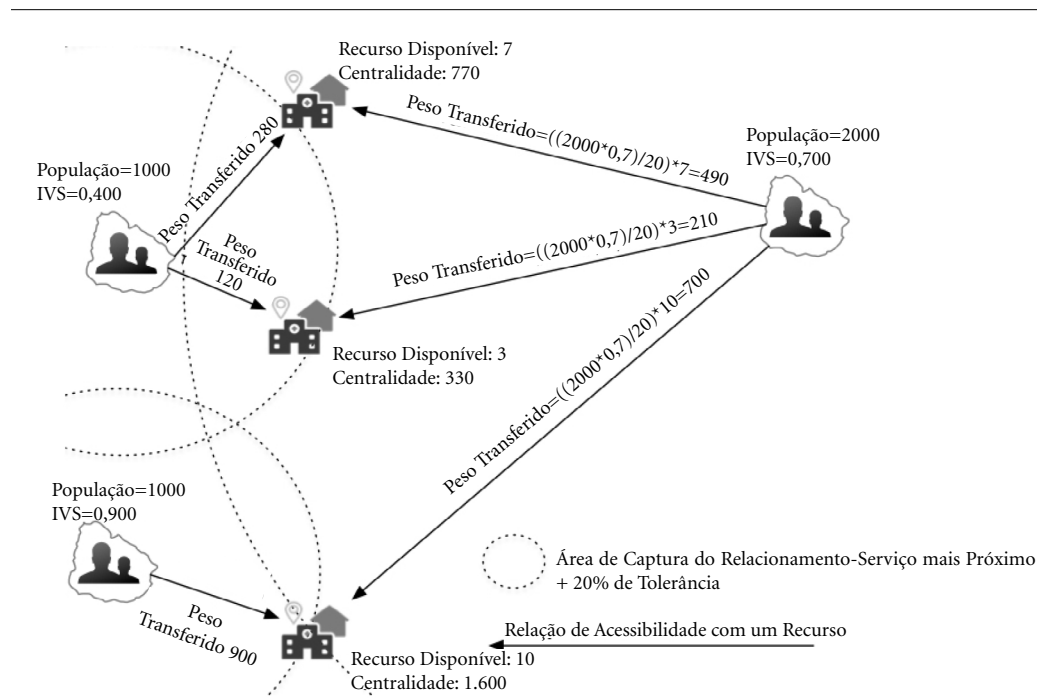 Recurso Disponível: 7
Centralidade: 770
Peso Transferido=((2000*0,7)/20)*7=490
População=2000
IVS=0,700
População=1000
IVS=0,400
Peso Transferido 280
Peso
Transferido
120
Peso Transferido=((2000*0,7)/20)*3=210
Recurso Disponível: 3
Centralidade: 330
Peso Transferido=((2000*0,7)/20)*10=700
População=1000
IVS=0,900
Peso
Transferido 900
Recurso Disponível: 10
Centralidade: 1.600
Área de Captura do Relacionamento-Serviço mais Próximo
+ 20% de Tolerância
Relação de Acessibilidade com um Recurso